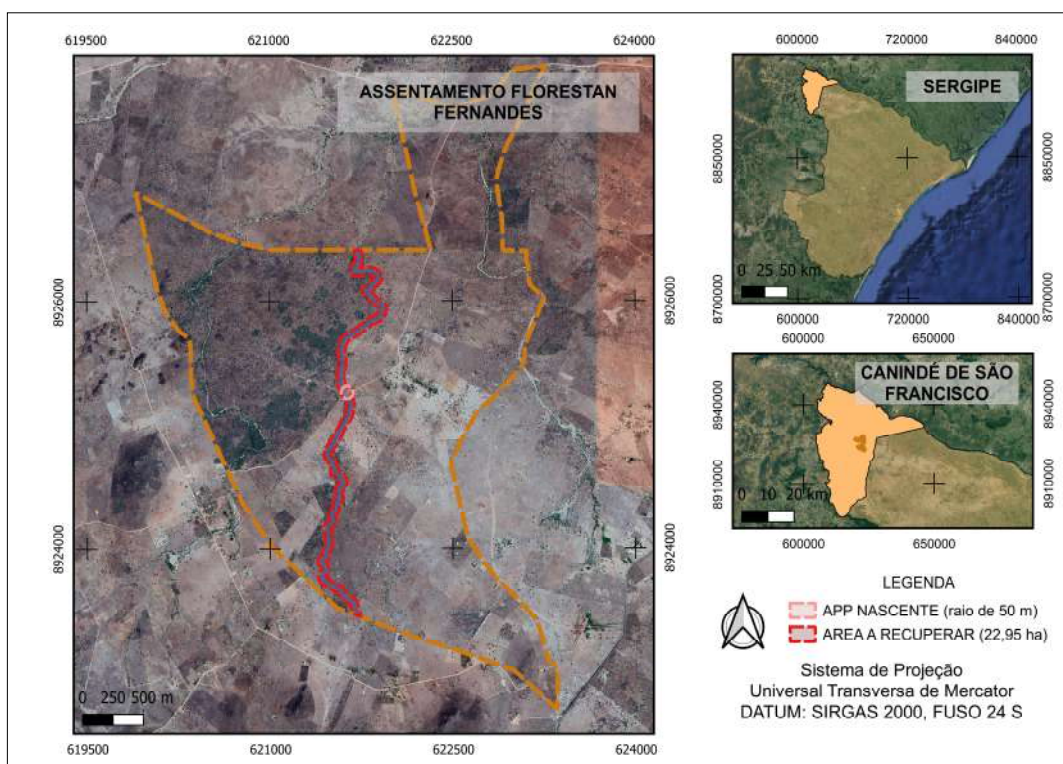 619500 621000 622500 624000
ASSENTAMENTO FLORESTAN
FERNANDES
8926000
8924000
8926000
8924000
0 250 500 m
619500 621000 622500 624000
600000 720000 840000
SERGIPE
8850000
8700000
8850000
8700000
0 25 50 km
600000 720000 840000
600000 650000
CANINDÉ DE SÃO
FRANCISCO
8940000
8910000
8940000
8910000
0 10 20 km
600000 650000
LEGENDA
APP NASCENTE (raio de 50 m)
AREA A RECUPERAR (22,95 ha)
Sistema de Projeção
Universal Transversa de Mercator
DATUM: SIRGAS 2000, FUSO 24 S